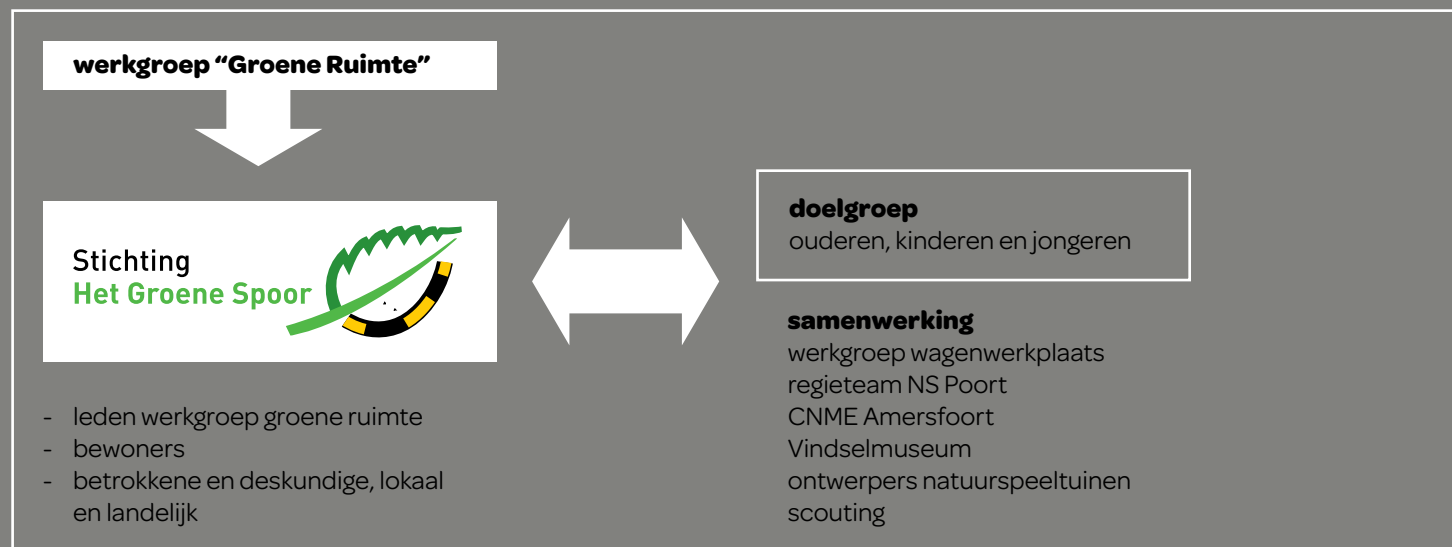 werkgroep “Groene Ruimte”
Stichting
Het Groene Spoor
- leden werkgroep groene ruimte
- bewoners
- betrokkene en deskundige, lokaal
en landelijk
doelgroep
ouderen, kinderen en jongeren
samenwerking
werkgroep wagenwerkplaats
regieteam NS Poort
CNME Amersfoort
Vindselmuseum
ontwerpers natuurspeeltuinen
scouting